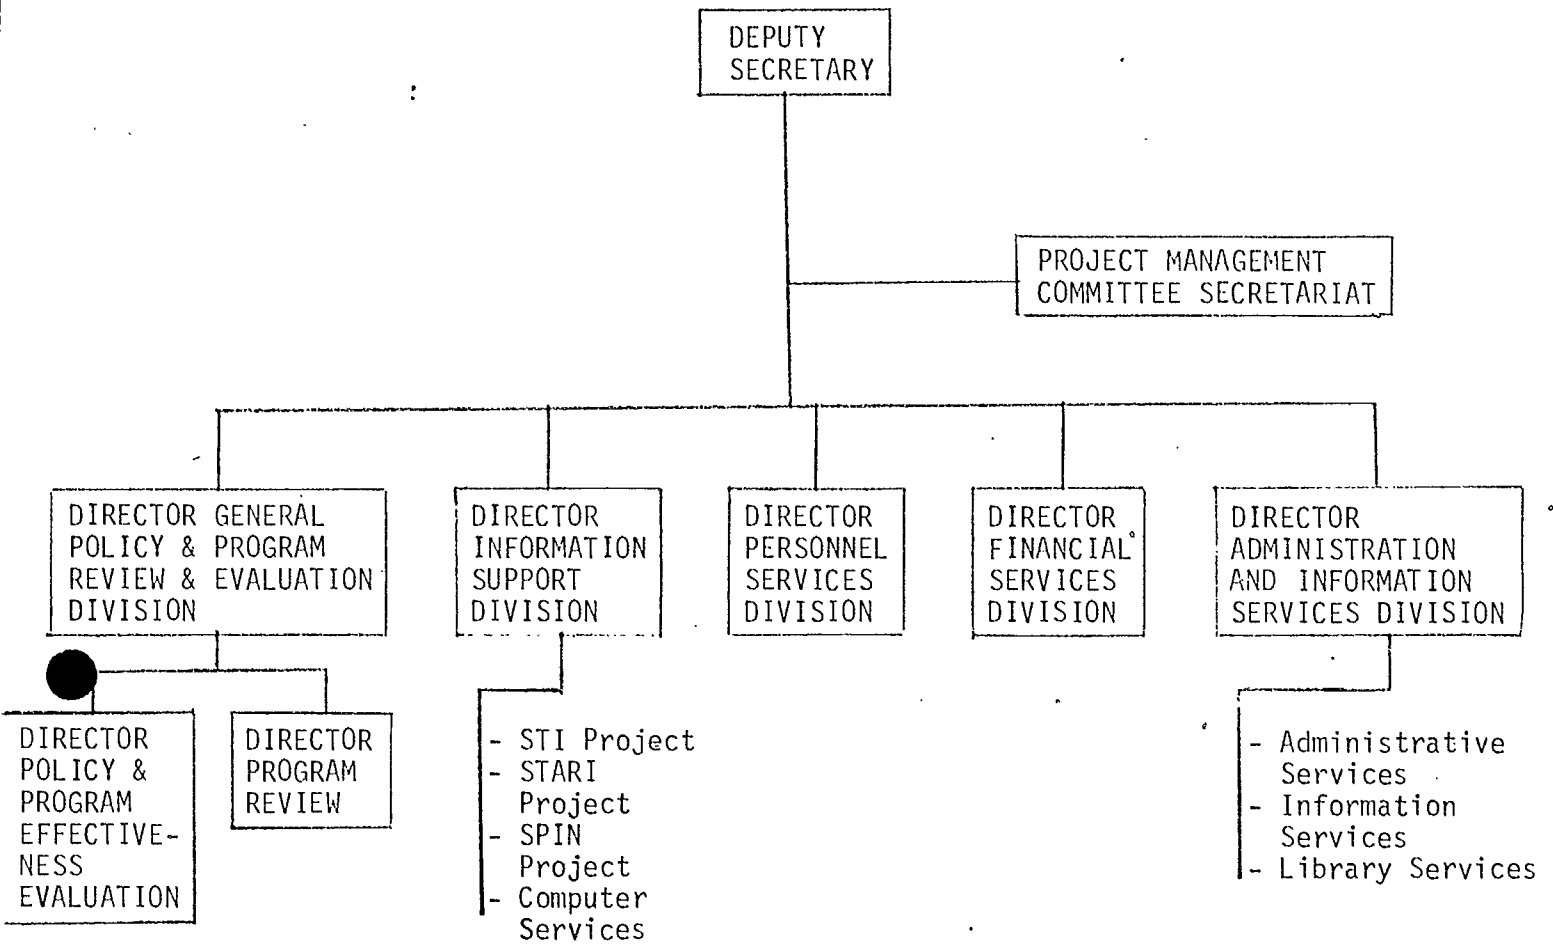 DEPUTY
SECRETARY
PROJECT MANAGEMENT
COMMITTEE SECRETARIAT
DIRECTOR GENERAL
POLICY & PROGRAM
REVIEW & EVALUATION
DIVISION
DIRECTOR
INFORMATION
SUPPORT
DIVISION
DIRECTOR
PERSONNEL
SERVICES
DIVISION
DIRECTOR
FINANCIAL
SERVICES
DIVISION
DIRECTOR
ADMINISTRATION
AND INFORMATION
SERVICES DIVISION
DIRECTOR
POLICY &
PROGRAM
EFFECTIVE-
NESS
EVALUATION
DIRECTOR
PROGRAM
REVIEW
- STI Project
- STARI
Project
- SPIN
Project
- Computer
Services
- Administrative
Services
- Information
Services
- Library Services